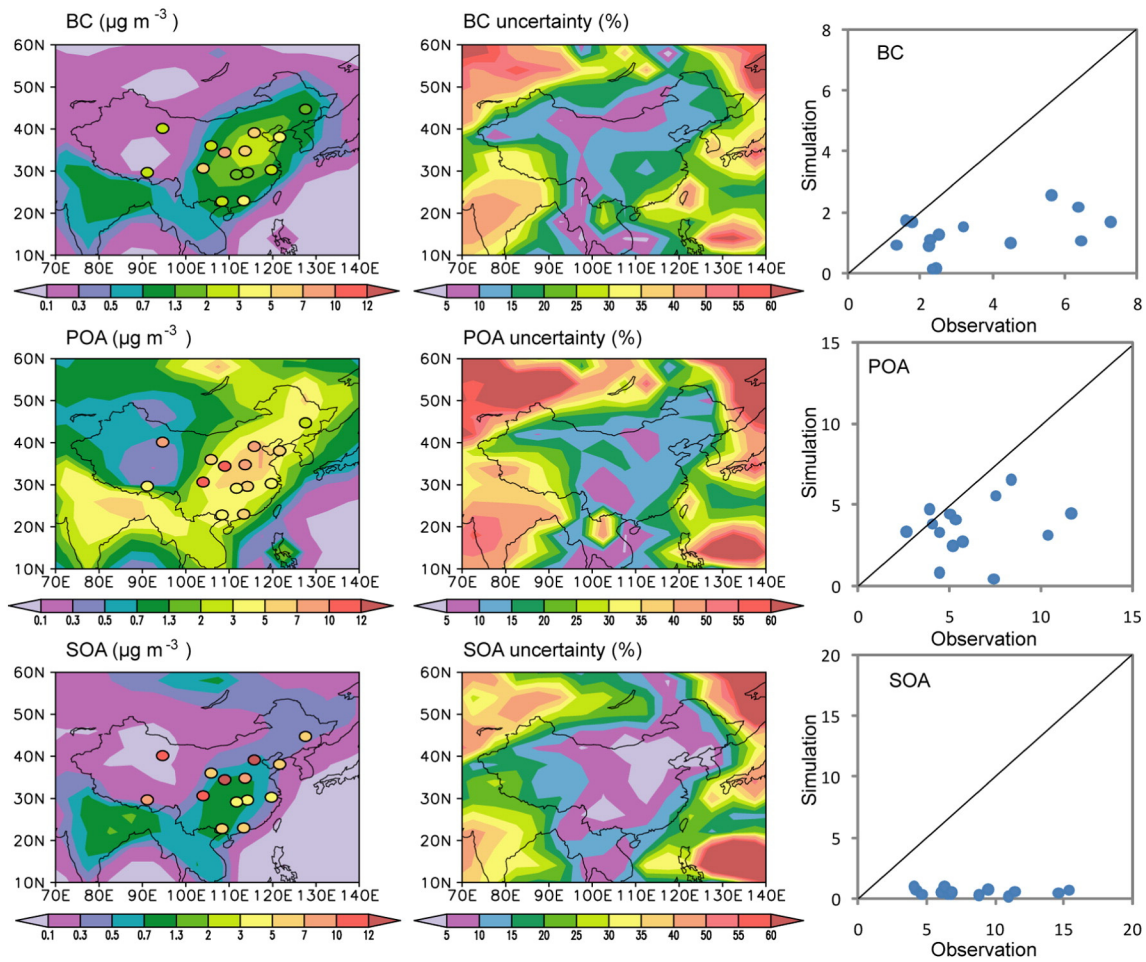 BC (µg m -3)
60N
50N
40N
30N
20N
10N
70E 80E 90E 100E 110E 120E 130E 140E
0.1 0.3 0.5 0.7 1.3 2 3 5 7 10 12
BC uncertainty (%)
60N
50N
40N
30N
20N
10N
70E 80E 90E 100E 110E 120E 130E 140E
5 10 15 20 25 30 35 50 55 60
BC
Simulation
8
6
4
2
0
0 2 4 6 8
Observation
POA (µg m -3)
60N
50N
40N
30N
20N
10N
70E 80E 90E 100E 110E 120E 130E 140E
0.1 0.3 0.5 0.7 1.3 2 3 5 7 10 12
POA uncertainty (%)
60N
50N
40N
30N
20N
10N
70E 80E 90E 100E 110E 120E 130E 140E
5 10 15 20 25 30 35 50 55 60
POA
Simulation
15
10
5
0
0 5 10 15
Observation
SOA (µg m -3)
60N
50N
40N
30N
20N
10N
70E 80E 90E 100E 110E 120E 130E 140E
0.1 0.3 0.5 0.7 1.3 2 3 5 7 10 12
SOA uncertainty (%)
60N
50N
40N
30N
20N
10N
70E 80E 90E 100E 110E 120E 130E 140E
5 10 15 20 25 30 35 50 55 60
SOA
Simulation
20
15
10
5
0
0 5 10 15 20
Observation